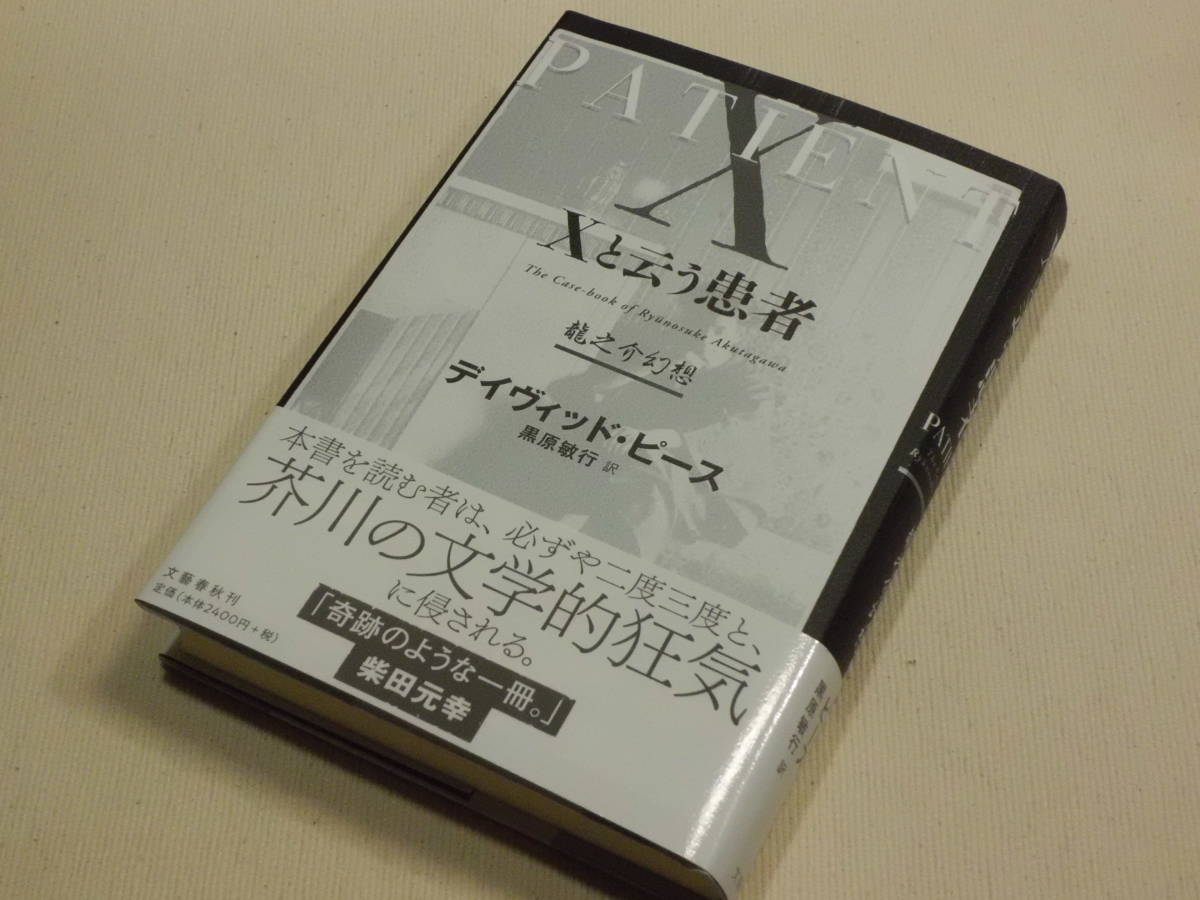 PATIENT
X
Xと云う患者
The Case-book of Ryūnosuke Akutagawa
龍之介幻想
デイヴィッド・ピース
黒原敏行 訳
本書を読む者は、必ずや二度三度と、
芥川の文学的狂気
に侵される。
「奇跡のような一冊。」
柴田元幸
文藝春秋刊
定価(本体2400円+税)